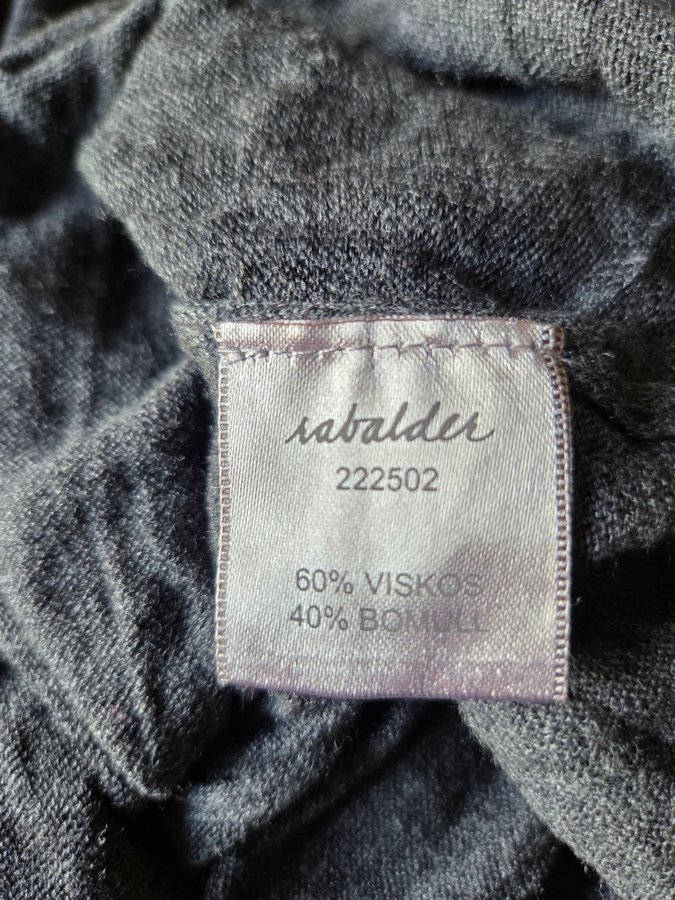 rabalder
222502
60% VISKOS
40% BOMULL